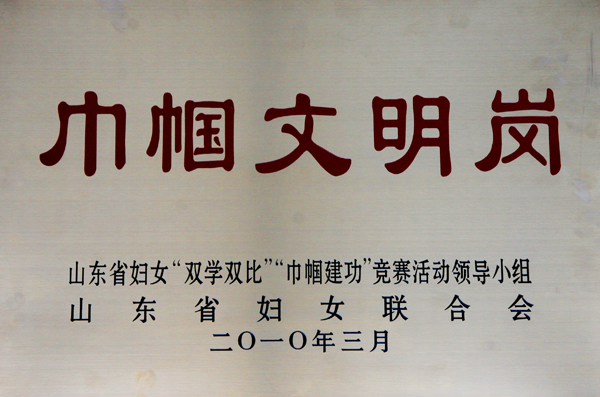 巾帼文明岗
山东省妇女“双学双比”“巾帼建功”竞赛活动领导小组
山东省妇女联合会
二〇一〇年三月